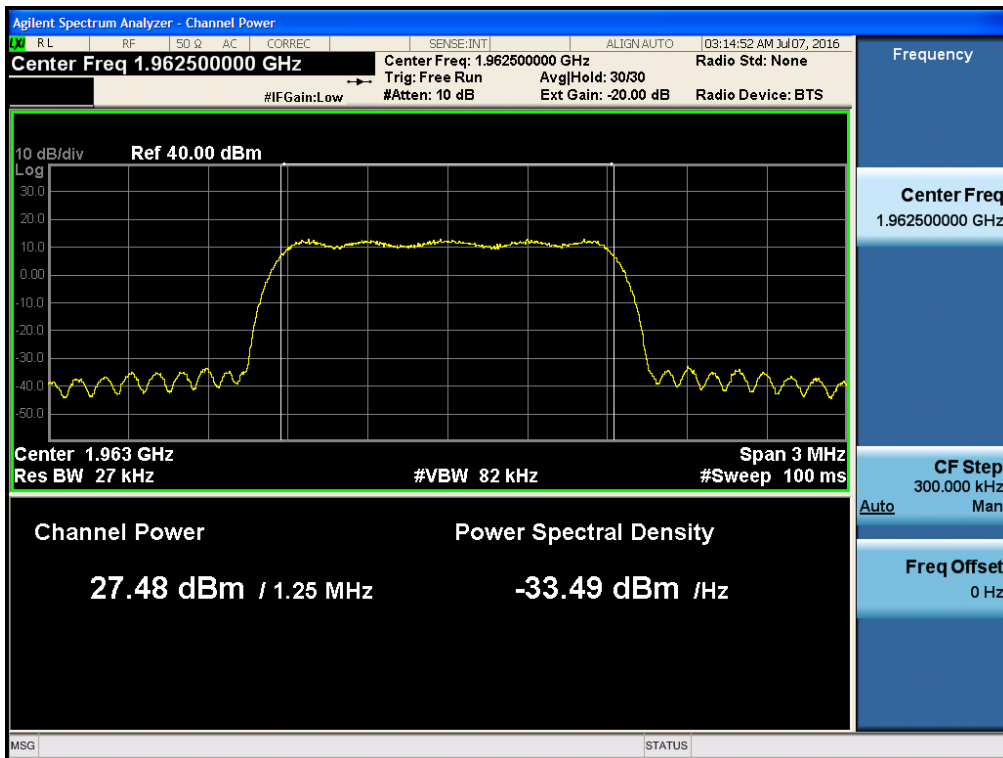 Agilent Spectrum Analyzer - Channel Power
LXI RL RF 50 Ω AC CORREC SENSE:INT ALIGN AUTO 03:14:52 AM Jul 07, 2016
Center Freq 1.962500000 GHz
Center Freq: 1.962500000 GHz Radio Std: None
Trig: Free Run Avg|Hold: 30/30
#IFGain:Low #Atten: 10 dB Ext Gain: -20.00 dB Radio Device: BTS
10 dB/div Ref 40.00 dBm
Log
30.0
20.0
10.0
0.00
-10.0
-20.0
-30.0
-40.0
-50.0
Center 1.963 GHz Span 3 MHz
Res BW 27 kHz #VBW 82 kHz #Sweep 100 ms
Channel Power Power Spectral Density
27.48 dBm / 1.25 MHz -33.49 dBm /Hz
Frequency
Center Freq
1.962500000 GHz
CF Step
300.000 kHz
Auto Man
Freq Offset
0 Hz
MSG STATUS